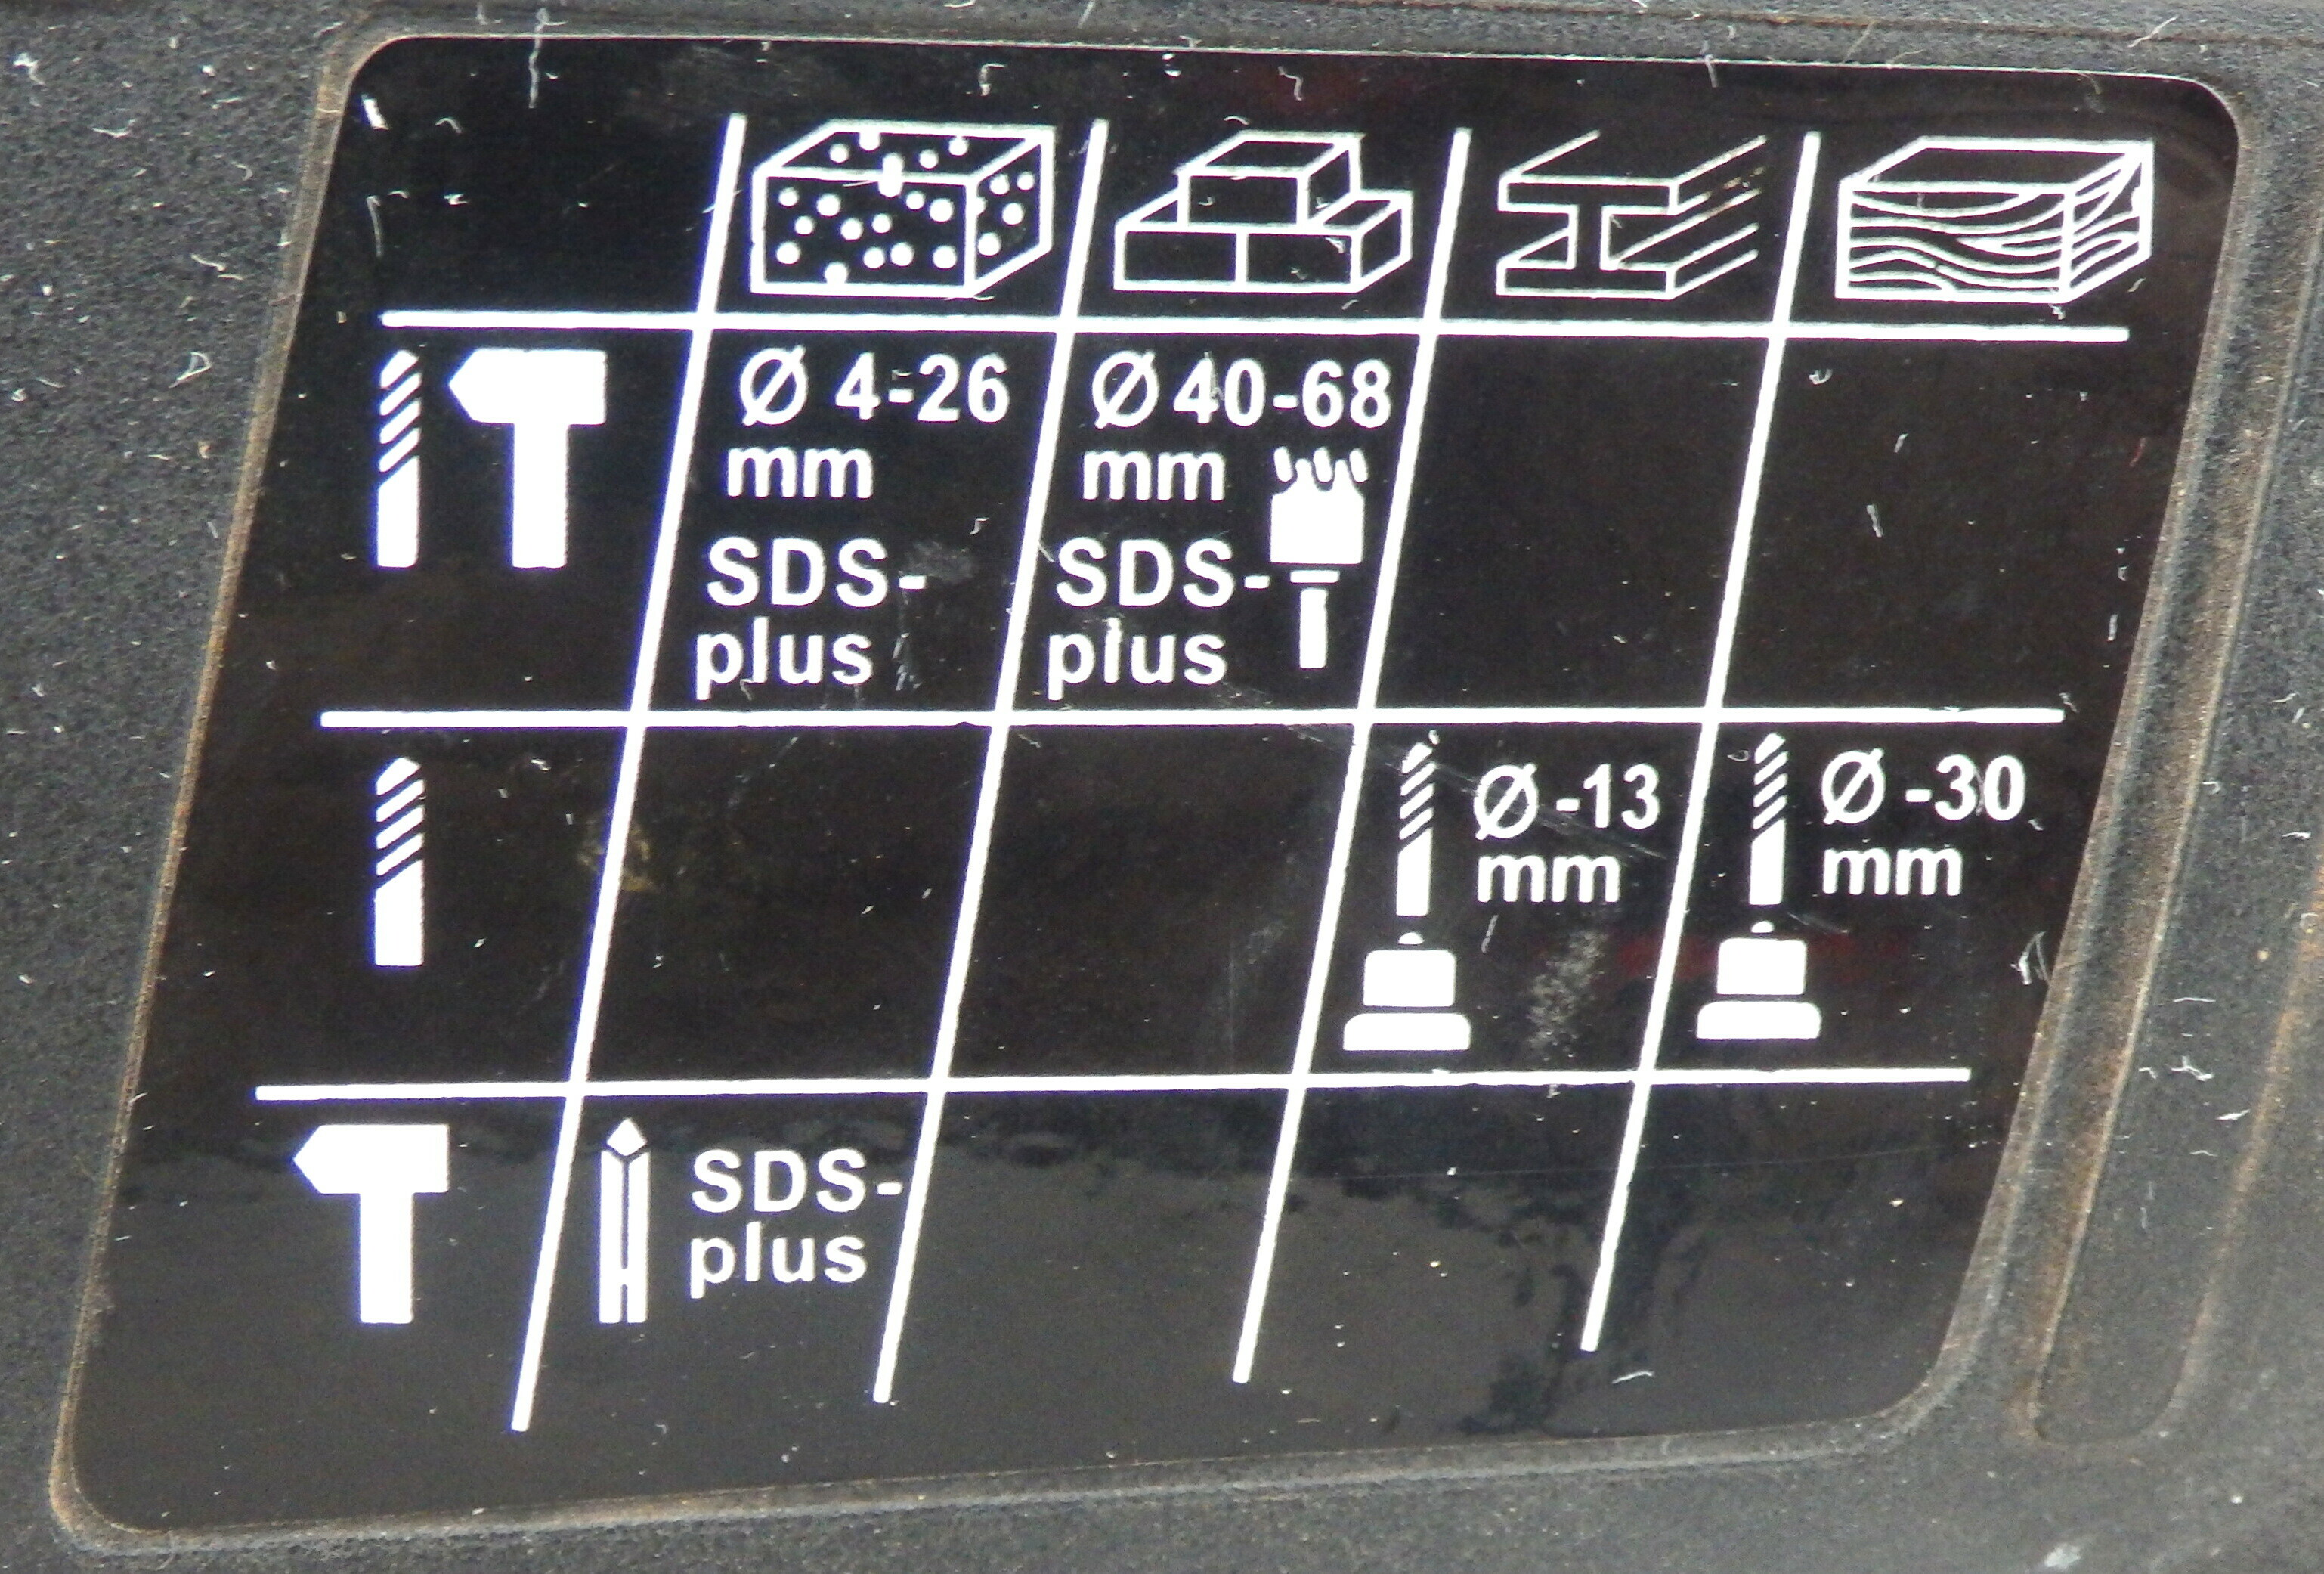 Ø 4-26
mm
SDS-
plus
Ø 40-68
mm
SDS-
plus
Ø -13
mm
Ø -30
mm
SDS-
plus